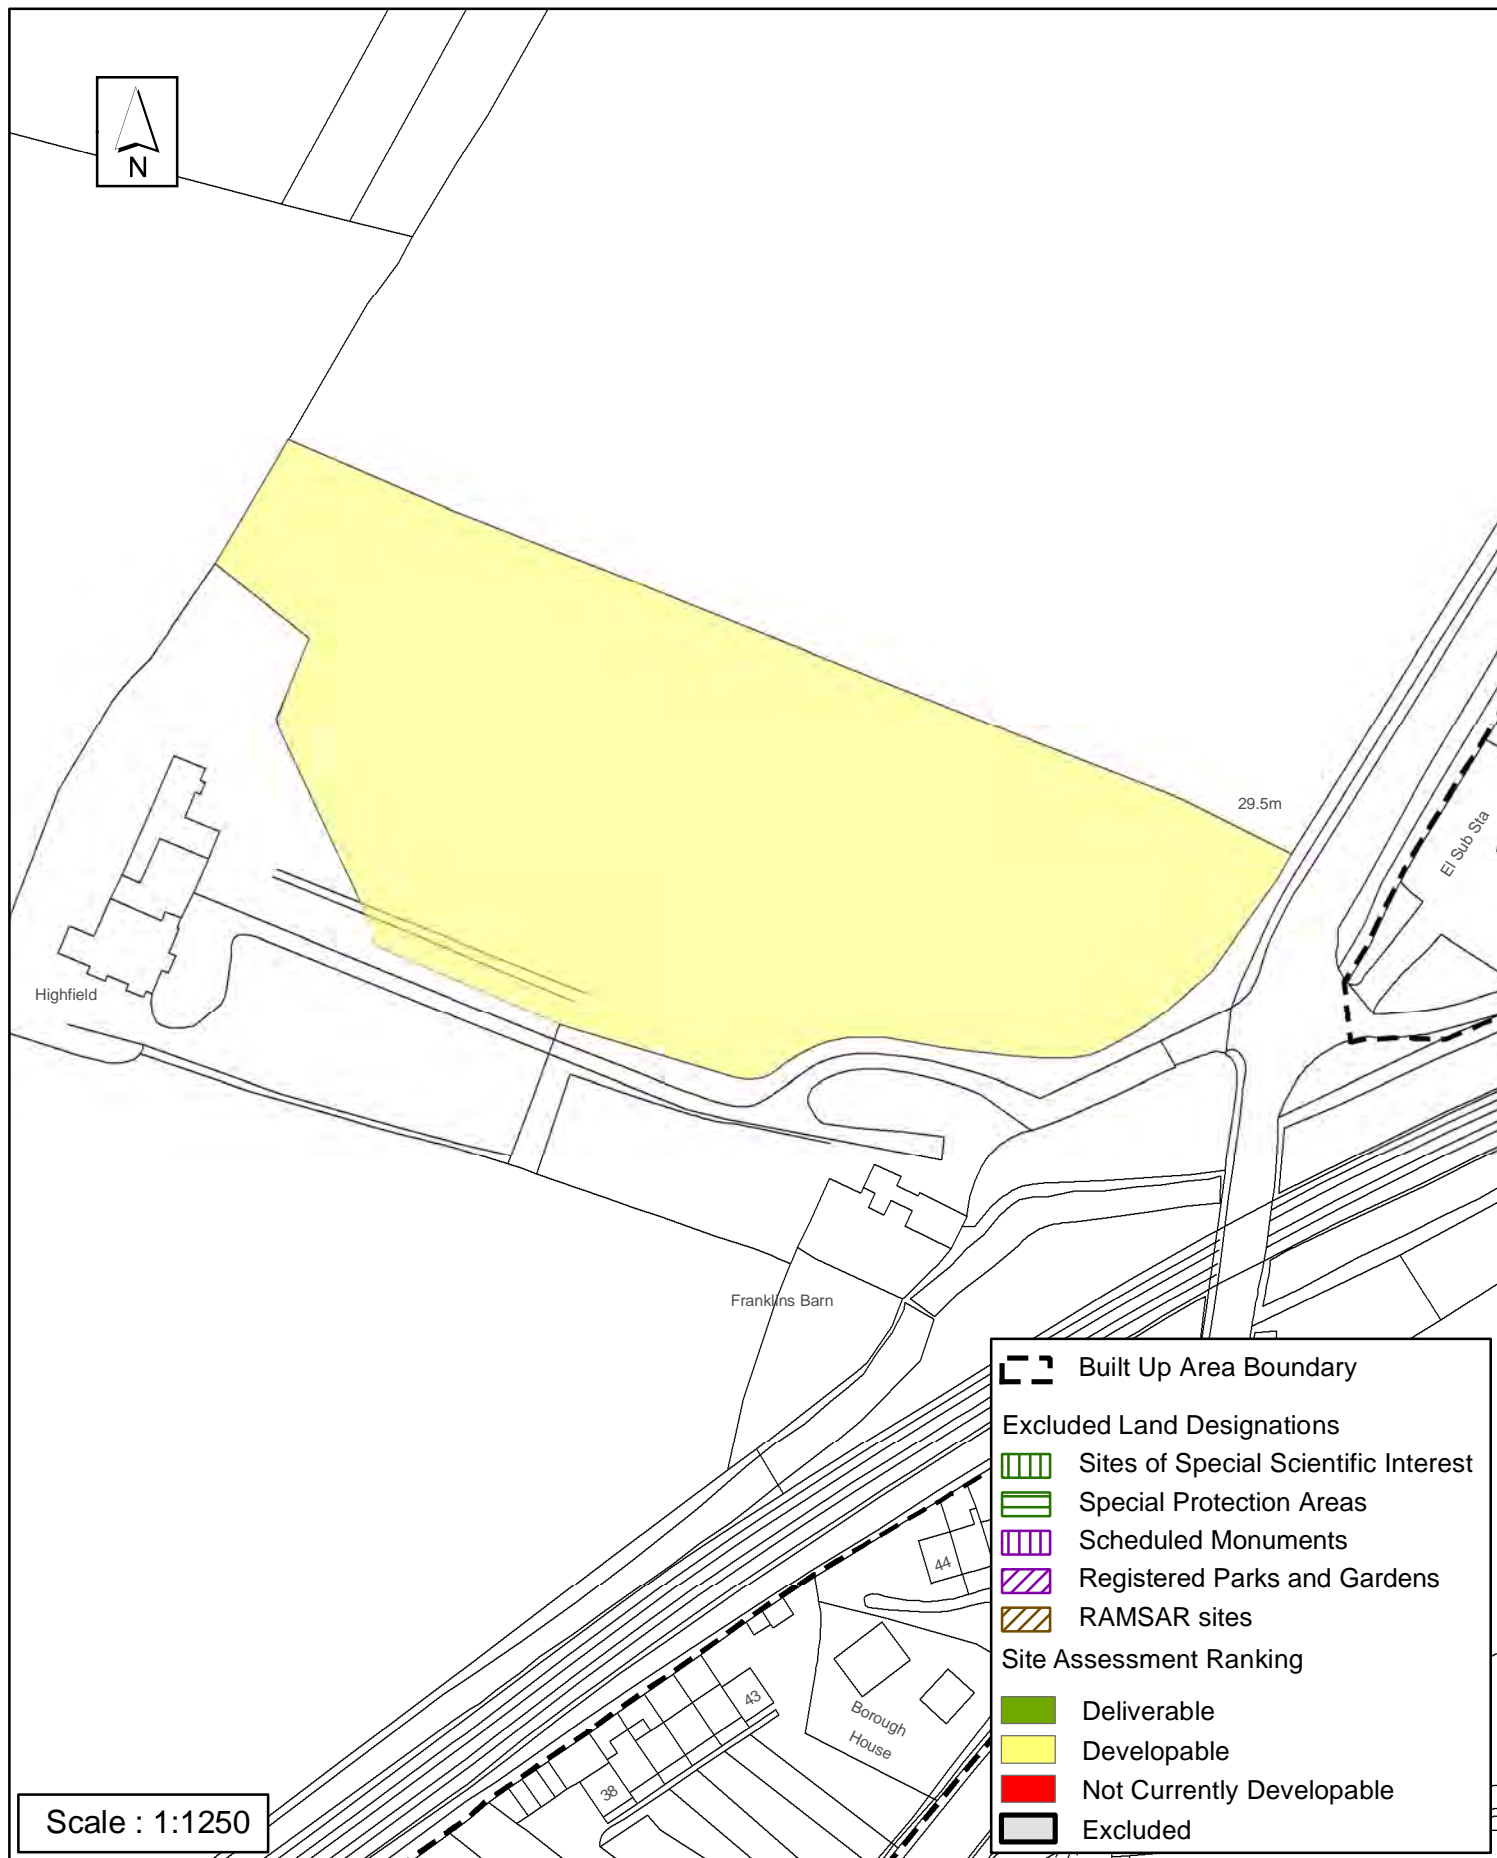 N
29.5m
El Sub Sta
Highfield
Franklins Barn
44
43
38
Borough
House
Built Up Area Boundary
Excluded Land Designations
Sites of Special Scientific Interest
Special Protection Areas
Scheduled Monuments
Registered Parks and Gardens
RAMSAR sites
Site Assessment Ranking
Deliverable
Developable
Not Currently Developable
Excluded
Scale : 1:1250